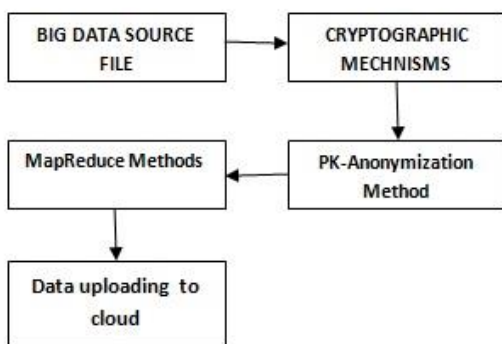 BIG DATA SOURCE
FILE
CRYPTOGRAPHIC
MECHNISMS
PK-Anonymization
Method
MapReduce Methods
Data uploading to
cloud